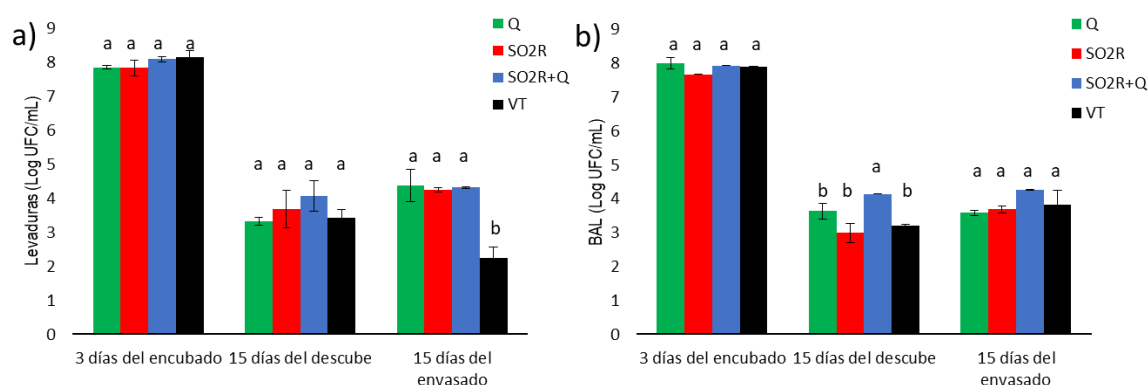 a)
Levaduras (Log UFC/mL)
9
8
7
6
5
4
3
2
1
0
a a a a
a a a a
a a a b
Q
SO2R
SO2R+Q
VT
3 días del encubado
15 días del descube
15 días del
envasado
b)
BAL (Log UFC/mL)
9
8
7
6
5
4
3
2
1
0
a a a a
b b a b
a a a a
Q
SO2R
SO2R+Q
VT
3 días del encubado
15 días del descube
15 días del
envasado